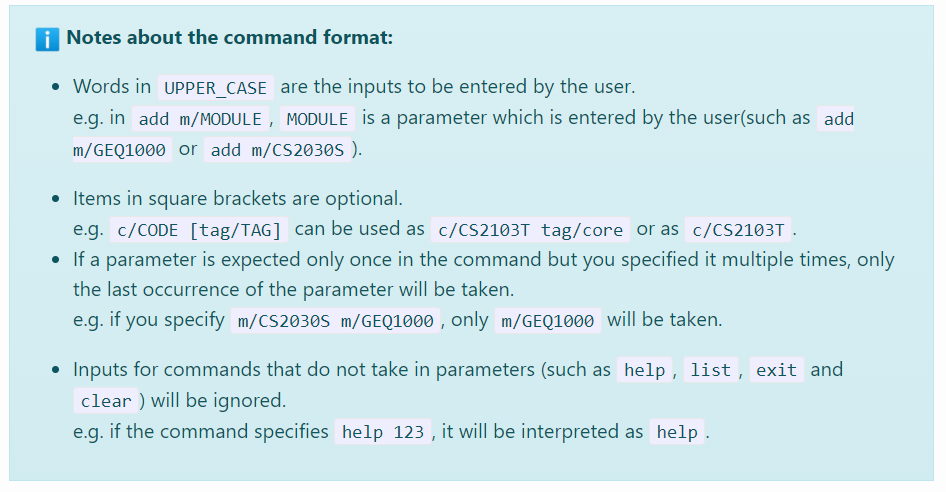 Notes about the command format:
• Words in UPPER_CASE are the inputs to be entered by the user.
e.g. in add m/MODULE , MODULE is a parameter which is entered by the user(such as add
m/GEQ1000 or add m/CS2030S ).
• Items in square brackets are optional.
e.g. c/CODE [tag/TAG] can be used as c/CS2103T tag/core or as c/CS2103T .
• If a parameter is expected only once in the command but you specified it multiple times, only
the last occurrence of the parameter will be taken.
e.g. if you specify m/CS2030S m/GEQ1000 , only m/GEQ1000 will be taken.
• Inputs for commands that do not take in parameters (such as help , list , exit and
clear ) will be ignored.
e.g. if the command specifies help 123 , it will be interpreted as help .